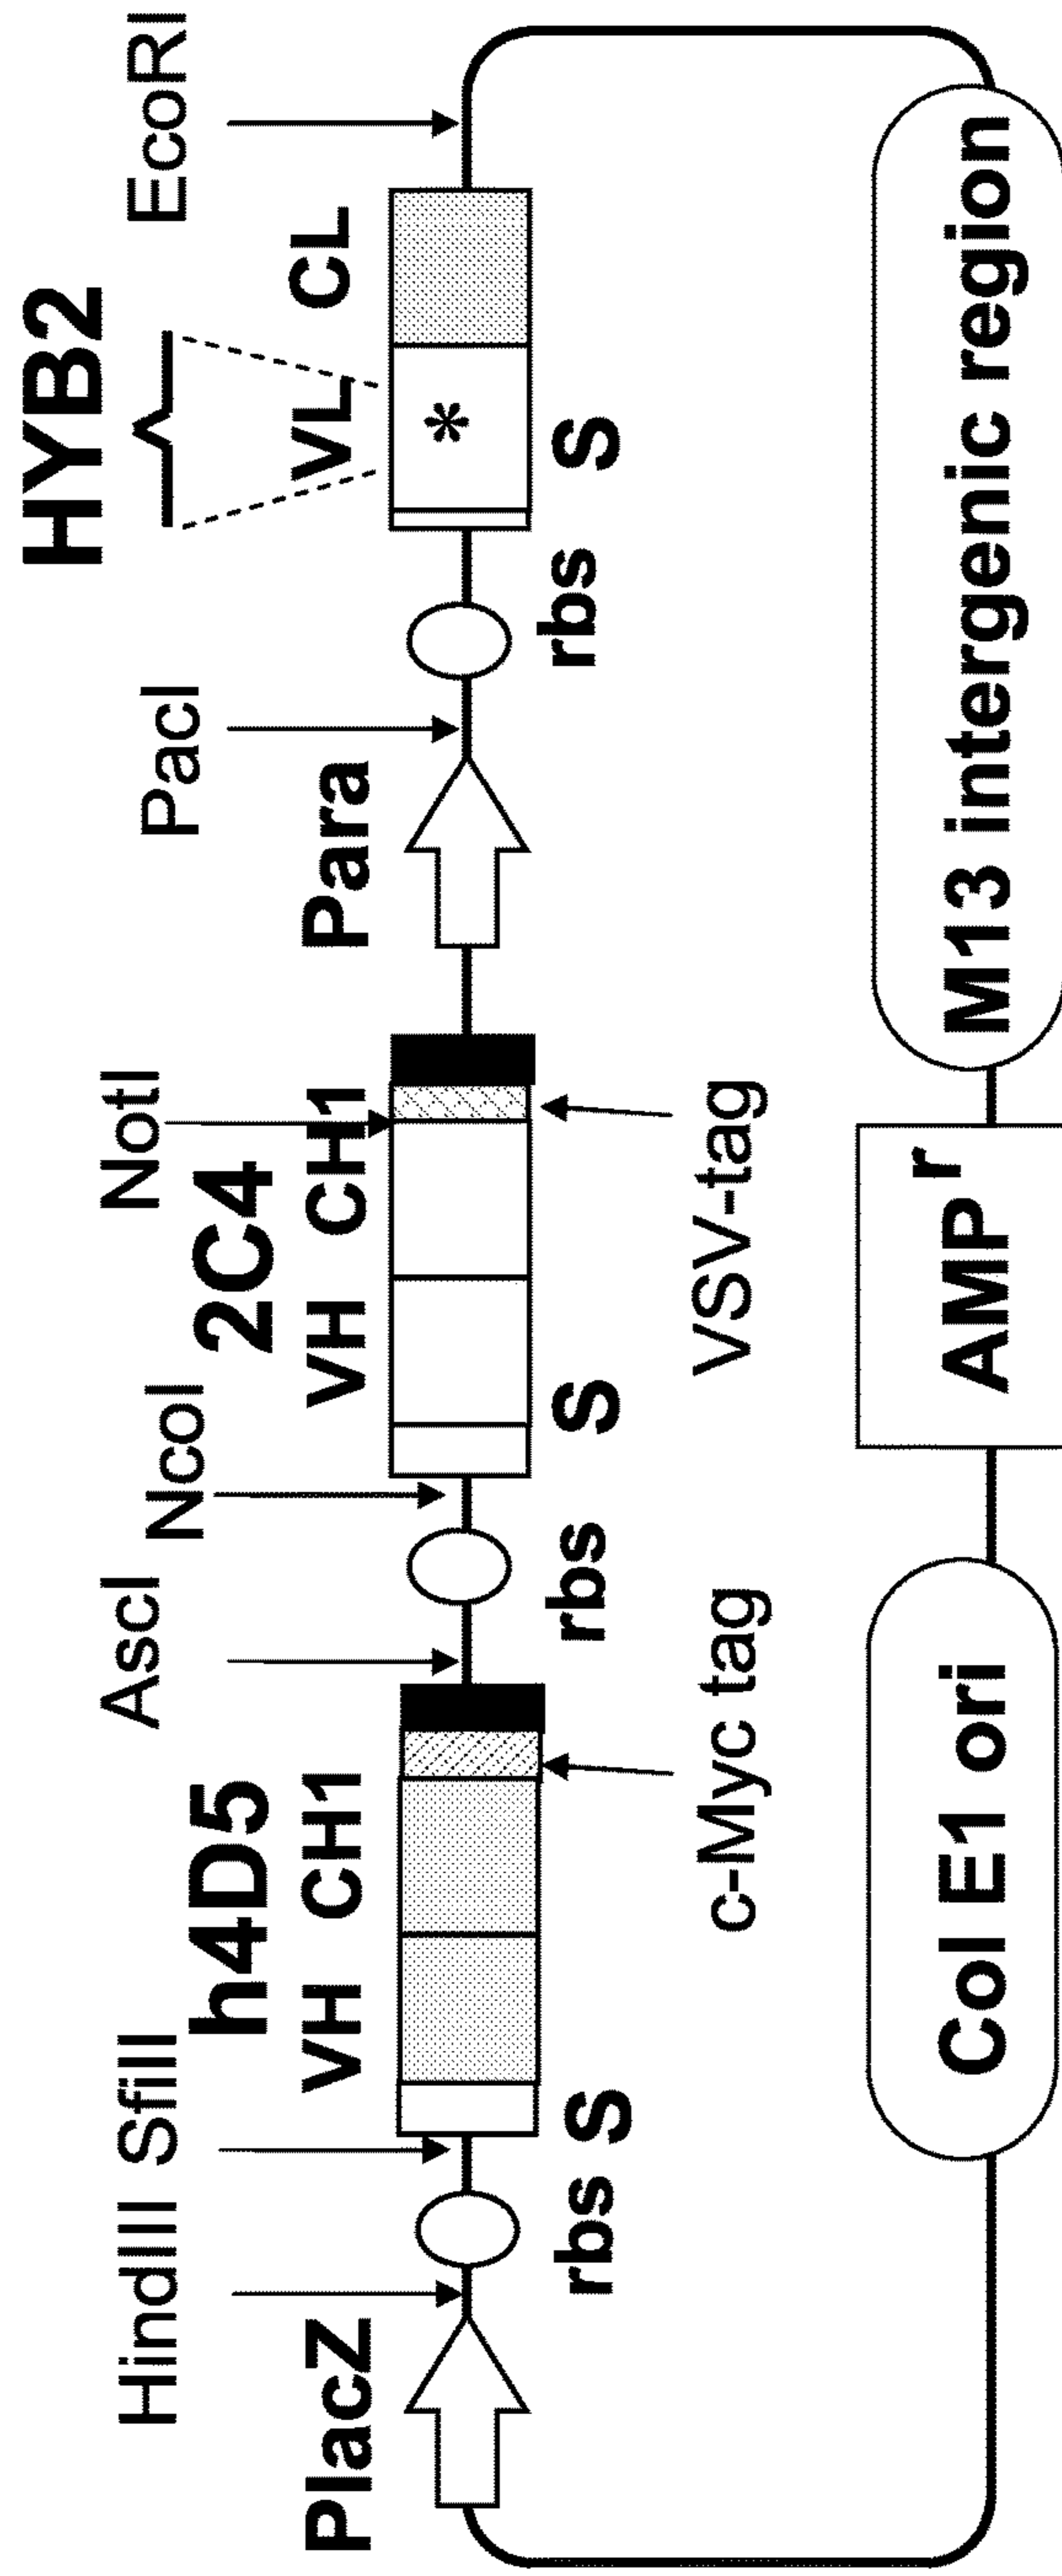 HindIII SfiII AscI NcoI NotI PacI EcoRI
h4D5 2C4 HYB2
PlacZ VH CH1 VH CH1 Para VL CL
*
rbs S rbs S rbs S
c-Myc tag VSV-tag
Col E1 ori AMP r M13 intergenic region